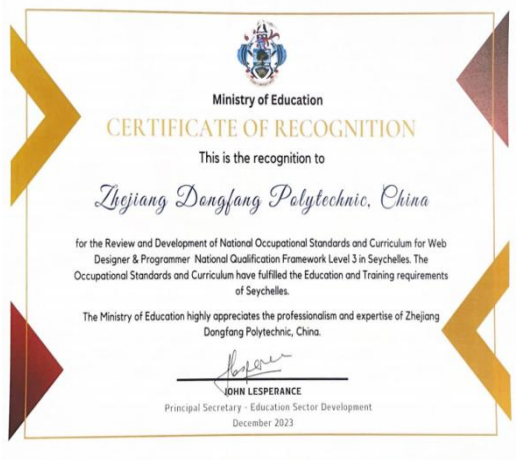 Ministry of Education
CERTIFICATE OF RECOGNITION
This is the recognition to
Zhejiang Dongfang Polytechnic, China
for the Review and Development of National Occupational Standards and Curriculum for Web
Designer & Programmer National Qualification Framework Level 3 in Seychelles. The
Occupational Standards and Curriculum have fulfilled the Education and Training requirements
of Seychelles.
The Ministry of Education highly appreciates the professionalism and expertise of Zhejiang
Dongfang Polytechnic, China.
JOHN LESPERANCE
Principal Secretary - Education Sector Development
December 2023